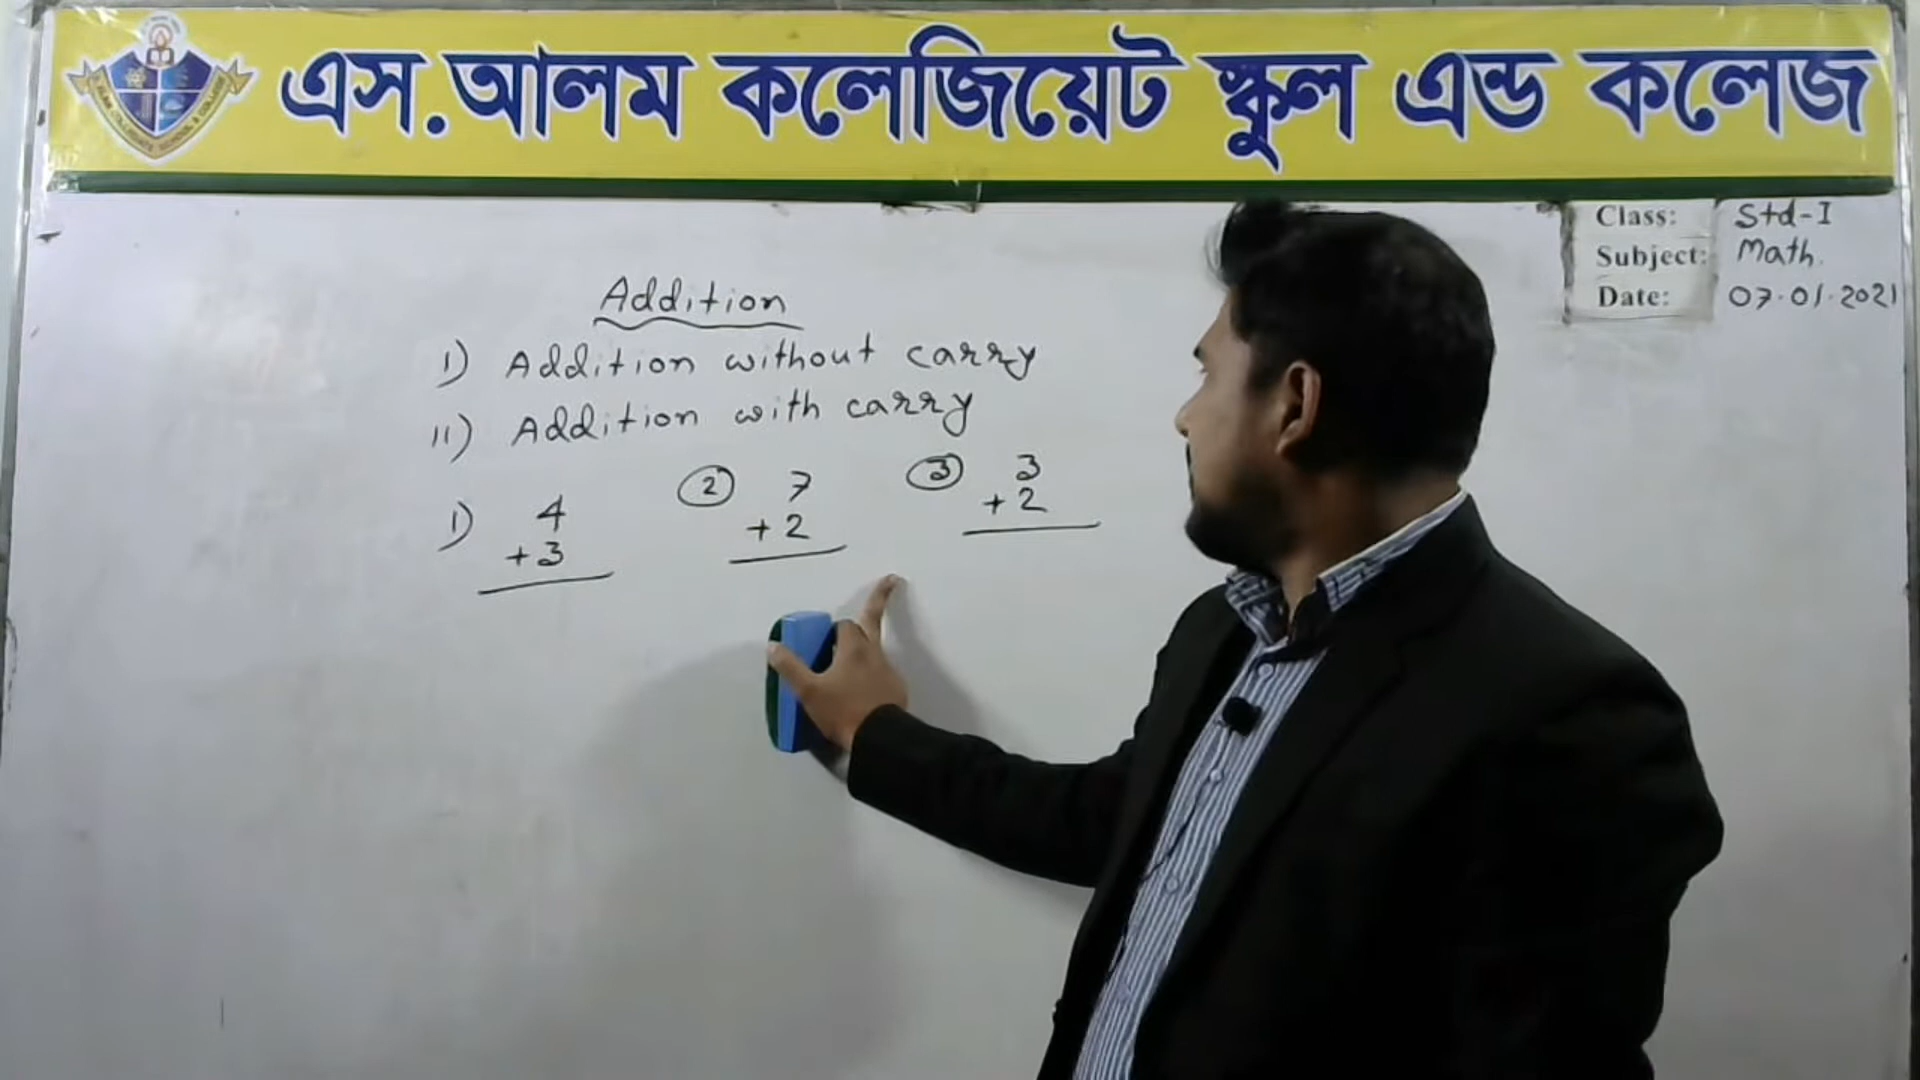 এস.আলম কলেজিয়েট স্কুল এন্ড কলেজ
Class: Std-I
Subject: Math.
Date: 07.01.2021
Addition
I) Addition without carry
II) Addition with carry
I) 4
+3
② 7
+2
③ 3
+2